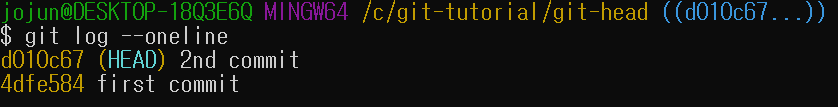 jojun@DESKTOP-18Q3E6Q MINGW64 /c/git-tutorial/git-head ((d010c67...))
$ git log --oneline
d010c67 (HEAD) 2nd commit
4dfe584 first commit